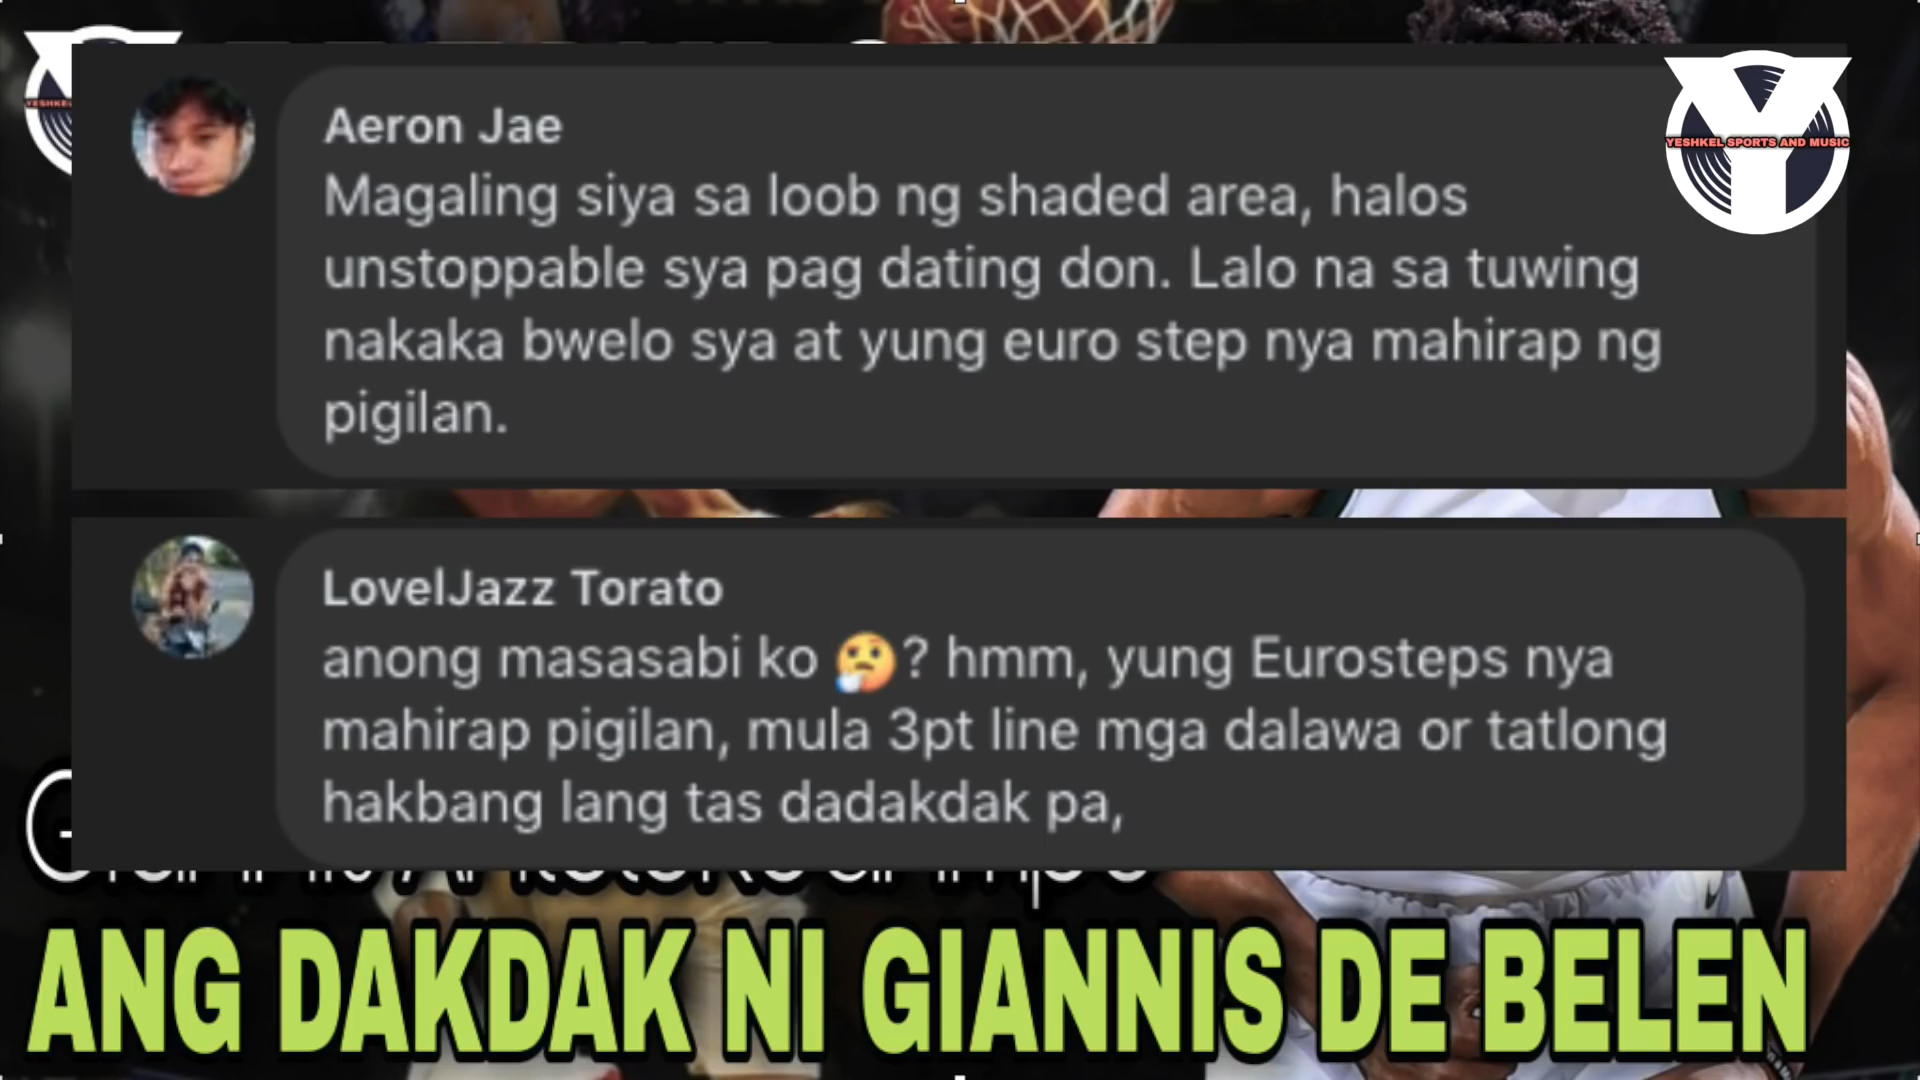 YESHKEL SPORTS AND MUSIC
Aeron Jae
Magaling siya sa loob ng shaded area, halos
unstoppable sya pag dating don. Lalo na sa tuwing
nakaka bwelo sya at yung euro step nya mahirap ng
pigilan.
LovelJazz Torato
anong masasabi ko 🤔? hmm, yung Eurosteps nya
mahirap pigilan, mula 3pt line mga dalawa or tatlong
hakbang lang tas dadakdak pa,
ANG DAKDAK NI GIANNIS DE BELEN